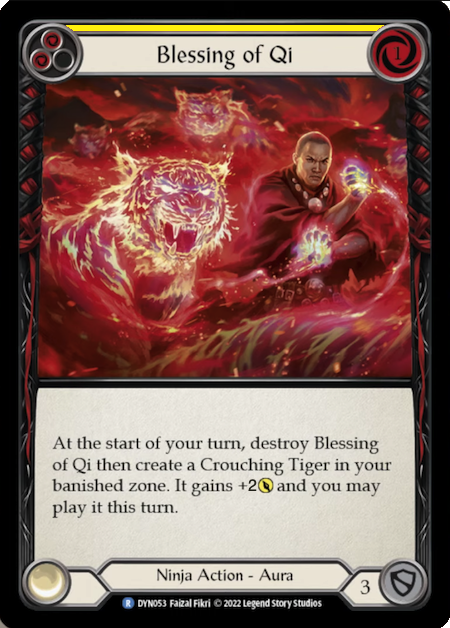 Blessing of Qi
1
At the start of your turn, destroy Blessing
of Qi then create a Crouching Tiger in your
banished zone. It gains +2 and you may
play it this turn.
Ninja Action - Aura
3
R DYN053 Faizal Fikri © 2022 Legend Story Studios